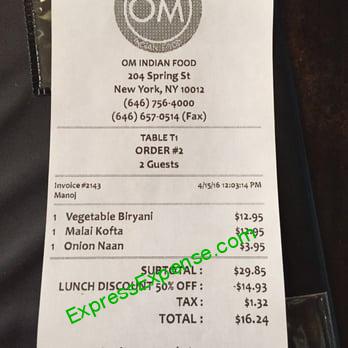 OM
INDIAN FOOD
OM INDIAN FOOD
204 Spring St
New York, NY 10012
(646) 756-4000
(646) 657-0514 (Fax)
TABLE T1
ORDER #2
2 Guests
Invoice #2143 4/15/16 12:03:14 PM
Manoj
1 Vegetable Biryani $12.95
1 Malai Kofta $12.95
1 Onion Naan $3.95
SUBTOTAL : $29.85
LUNCH DISCOUNT 50% OFF : -$14.93
TAX : $1.32
TOTAL : $16.24
ExpressExpense.com